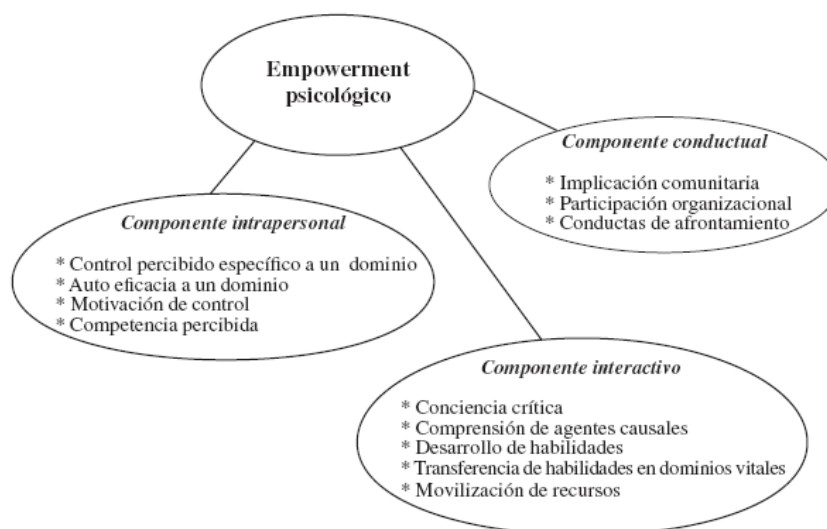 Empowerment
psicológico
Componente conductual
* Implicación comunitaria
* Participación organizacional
* Conductas de afrontamiento
Componente intrapersonal
* Control percibido específico a un dominio
* Auto eficacia a un dominio
* Motivación de control
* Competencia percibida
Componente interactivo
* Conciencia crítica
* Comprensión de agentes causales
* Desarrollo de habilidades
* Transferencia de habilidades en dominios vitales
* Movilización de recursos